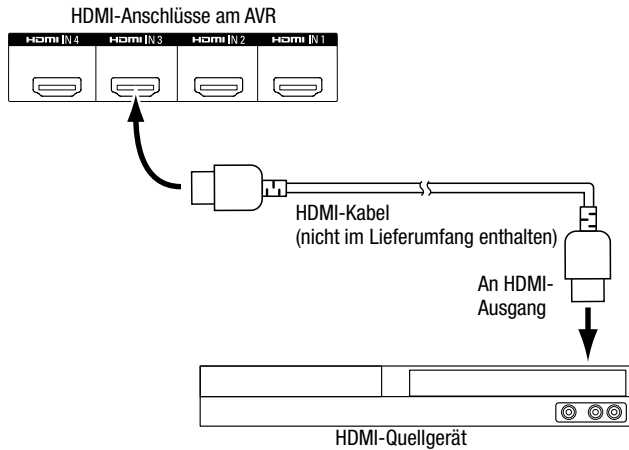 HDMI-Anschlüsse am AVR
HDMI IN 4 HDMI IN 3 HDMI IN 2 HDMI IN 1
HDMI-Kabel
(nicht im Lieferumfang enthalten)
An HDMI-
Ausgang
HDMI-Quellgerät